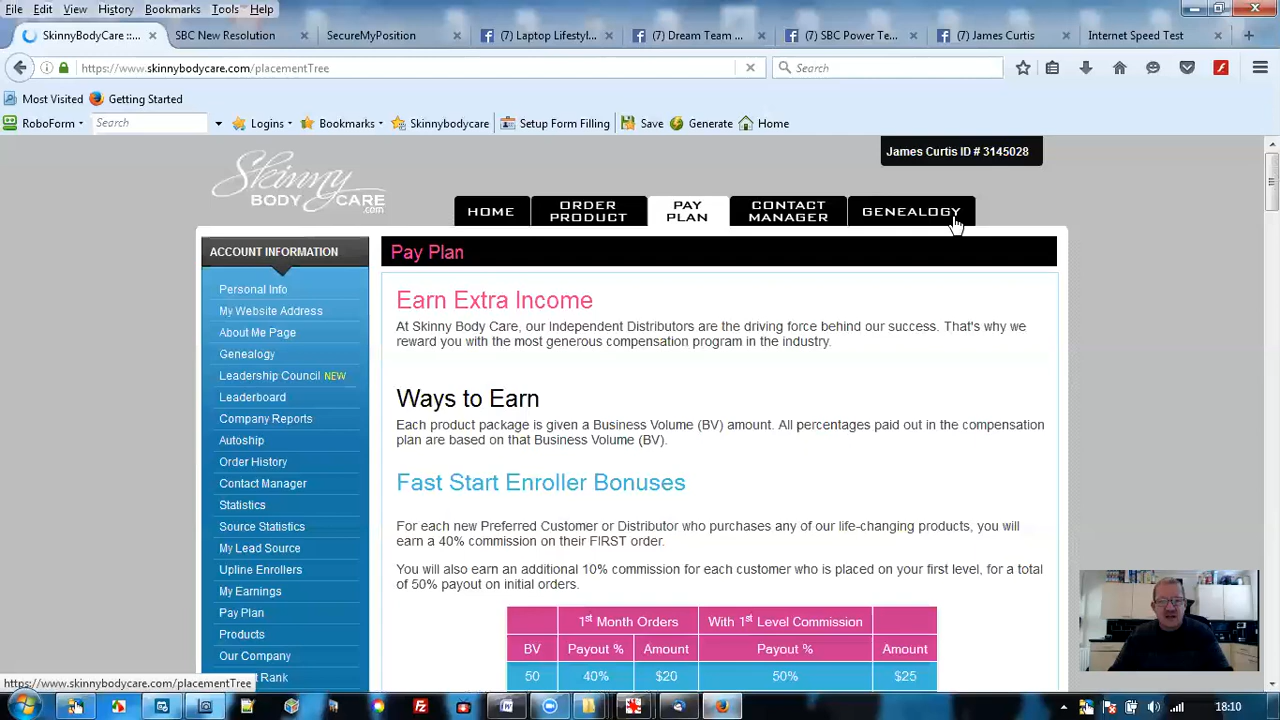 File Edit View History Bookmarks Tools Help
SkinnyBodyCare :: × SBC New Resolution × SecureMyPosition × (7) Laptop Lifestyl... × (7) Dream Team ... × (7) SBC Power Te... × (7) James Curtis × Internet Speed Test ×
https://www.skinnybodycare.com/placementTree Search
Most Visited Getting Started
RoboForm Search Logins Bookmarks Skinnybodycare Setup Form Filling Save Generate Home
James Curtis ID # 3145028
Skinny
BODY CARE
.com
HOME
ORDER
PRODUCT
PAY
PLAN
CONTACT
MANAGER
GENEALOGY
ACCOUNT INFORMATION
Personal Info
My Website Address
About Me Page
Genealogy
Leadership Council NEW
Leaderboard
Company Reports
Autoship
Order History
Contact Manager
Statistics
Source Statistics
My Lead Source
Upline Enrollers
My Earnings
Pay Plan
Products
Our Company
Rank
Pay Plan
Earn Extra Income
At Skinny Body Care, our Independent Distributors are the driving force behind our success. That's why we
reward you with the most generous compensation program in the industry.
Ways to Earn
Each product package is given a Business Volume (BV) amount. All percentages paid out in the compensation
plan are based on that Business Volume (BV).
Fast Start Enroller Bonuses
For each new Preferred Customer or Distributor who purchases any of our life-changing products, you will
earn a 40% commission on their FIRST order.
You will also earn an additional 10% commission for each customer who is placed on your first level, for a total
of 50% payout on initial orders.
1st Month Orders With 1st Level Commission
BV Payout % Amount Payout % Amount
50 40% $20 50% $25
https://www.skinnybodycare.com/placementTree
18:10